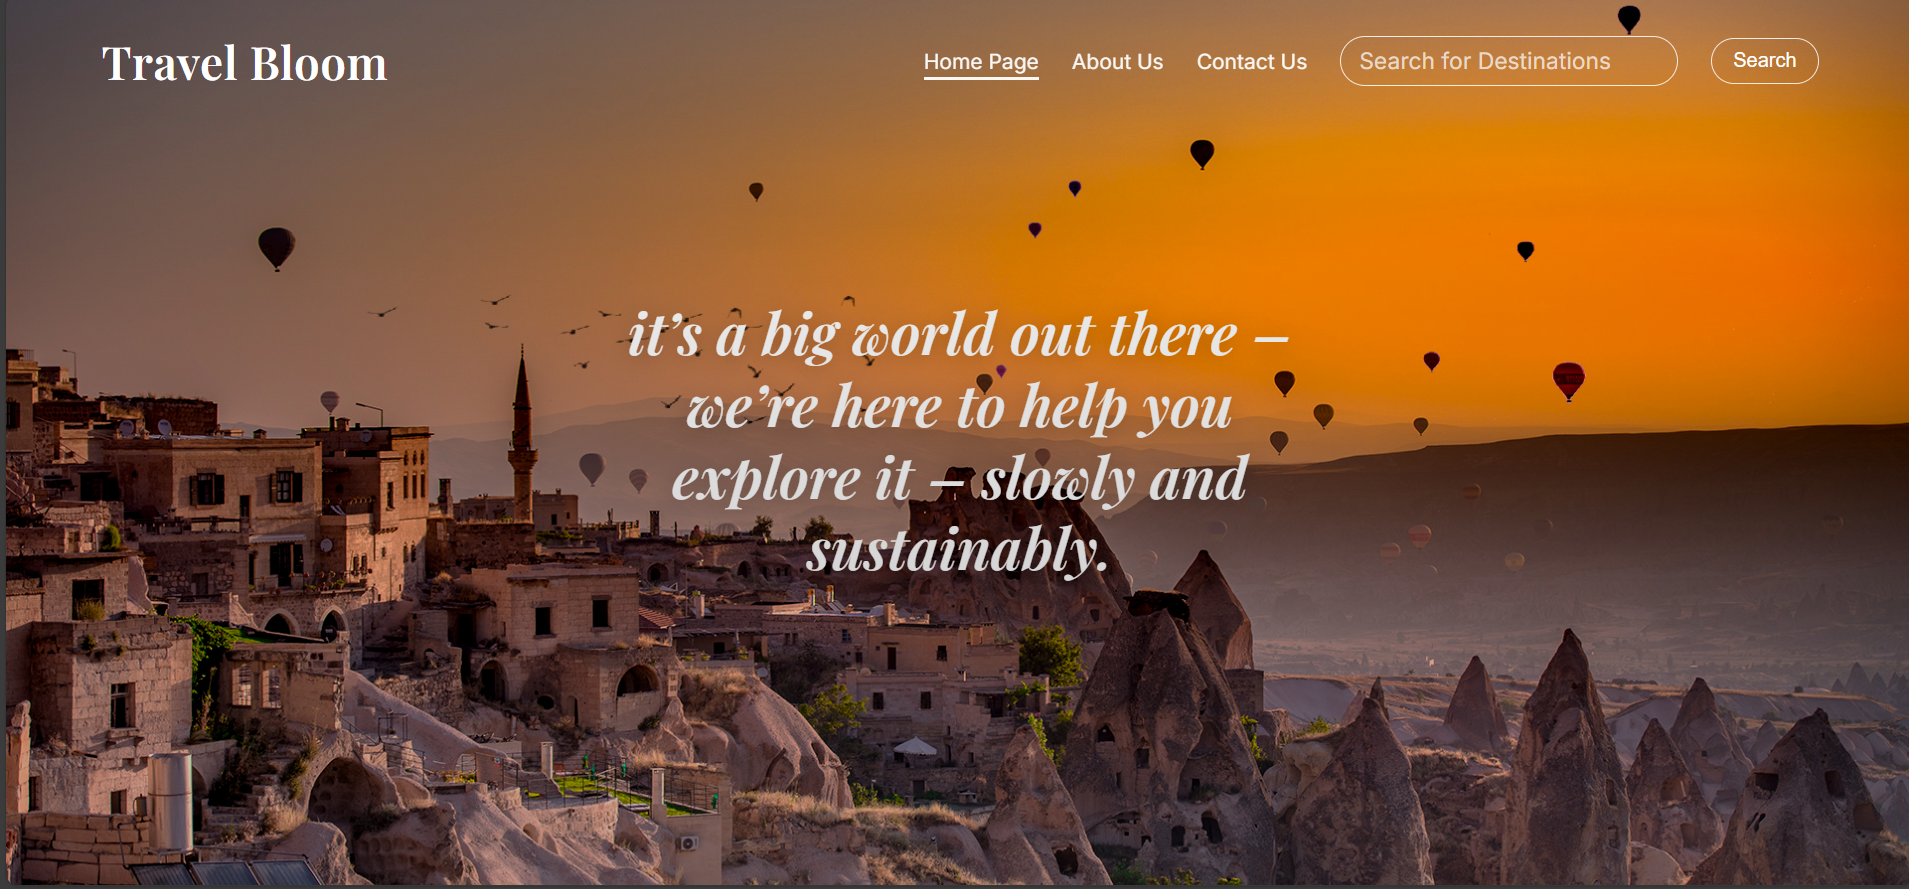 Travel Bloom
Home Page About Us Contact Us Search for Destinations Search
it’s a big world out there –
we’re here to help you
explore it – slowly and
sustainably.